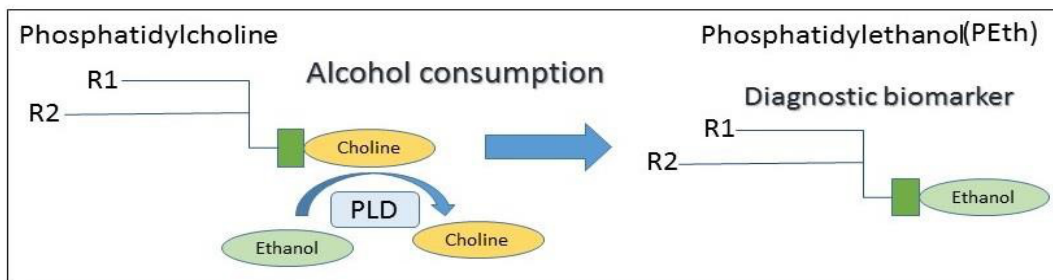 Phosphatidylcholine
R1
R2
Choline
PLD
Ethanol
Choline
Alcohol consumption
Phosphatidylethanol(PEth)
Diagnostic biomarker
R1
R2
Ethanol